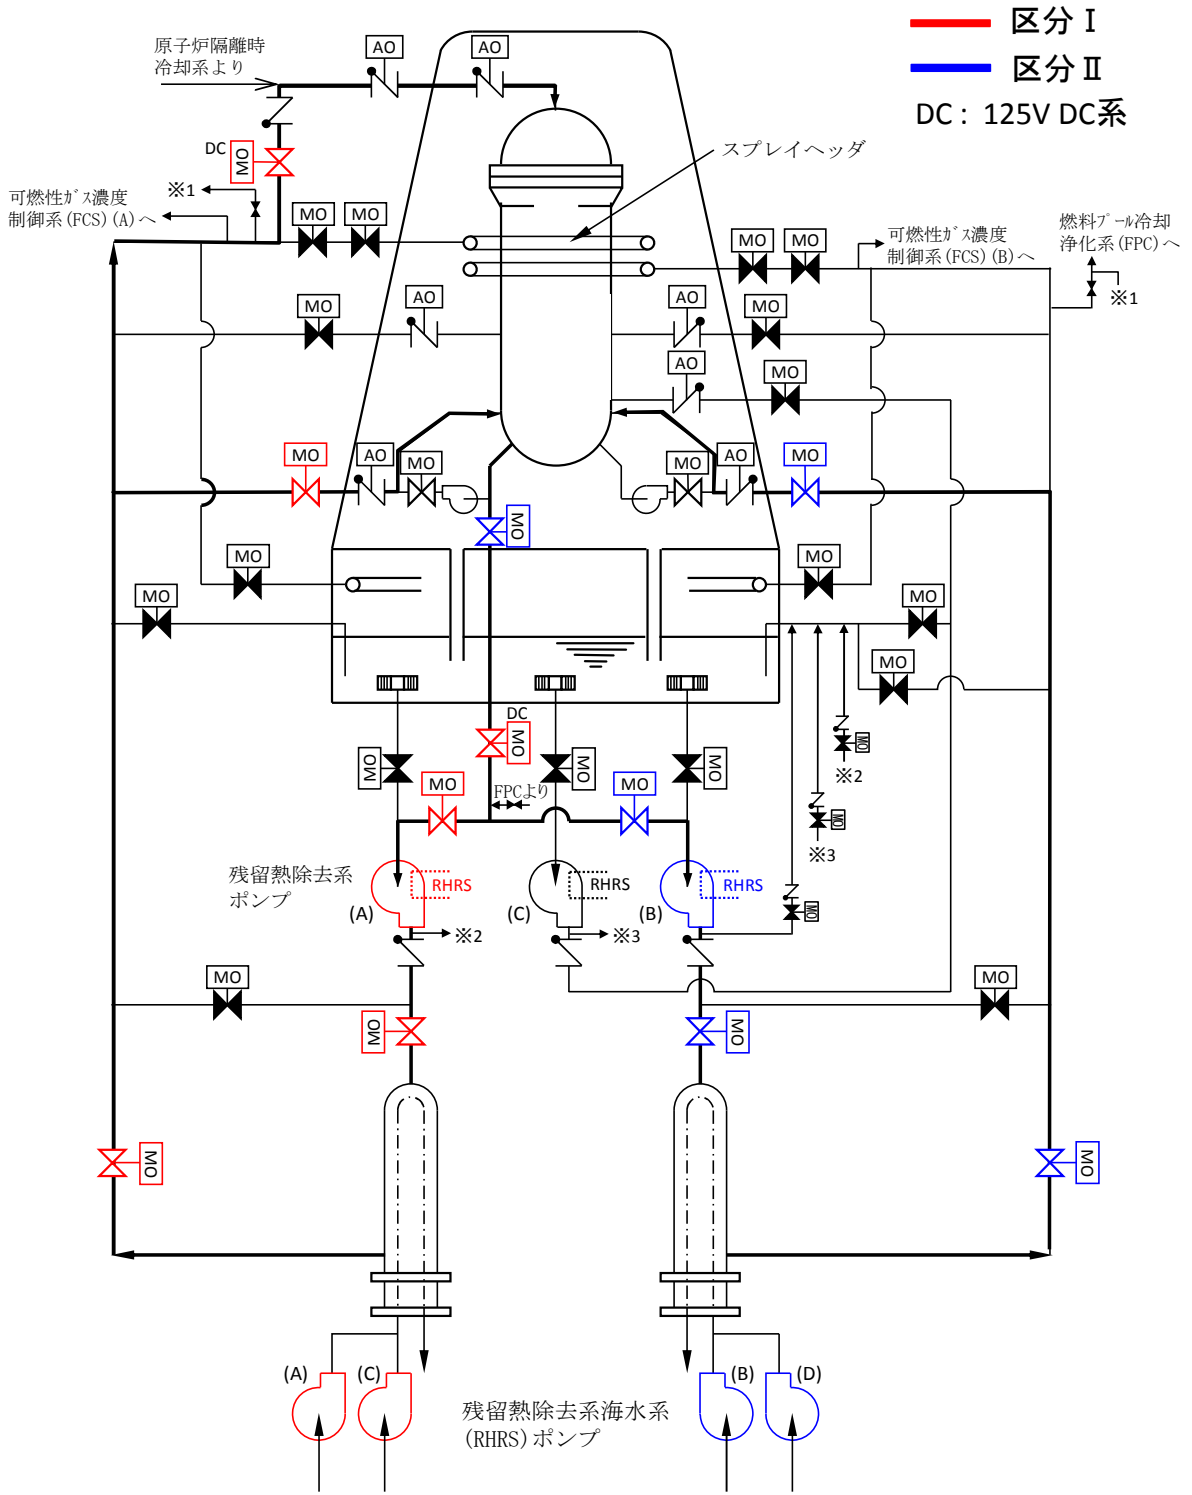 区分Ⅰ
区分Ⅱ
DC： 125V DC系
原子炉隔離時
冷却系より
AO
AO
DC
MO
スプレイヘッダ
可燃性ｶﾞｽ濃度
制御系(FCS)(A)へ
※1
MO
MO
MO
MO
可燃性ｶﾞｽ濃度
制御系(FCS)(B)へ
燃料ﾌﾟｰﾙ冷却
浄化系(FPC)へ
※1
MO
AO
AO
MO
AO
MO
MO
AO
MO
MO
AO
MO
MO
MO
MO
MO
MO
MO
DC
MO
MO
MO
MO
MO
※2
MO
MO
FPCより
MO
※3
残留熱除去系
ポンプ
(A)
RHRS
(C)
RHRS
(B)
RHRS
MO
※2
※3
MO
MO
MO
MO
MO
MO
(A)
(C)
(B)
(D)
残留熱除去系海水系
(RHRS)ポンプ